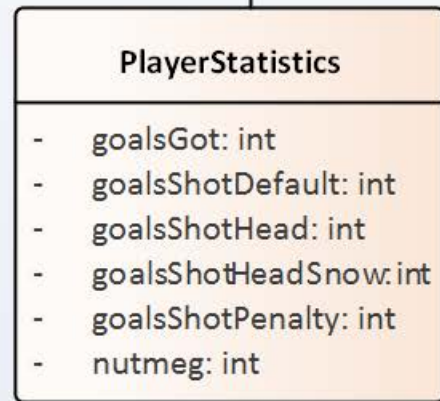 PlayerStatistics
- goalsGot: int
- goalsShotDefault: int
- goalsShotHead: int
- goalsShotHeadSnow:int
- goalsShotPenalty: int
- nutmeg: int